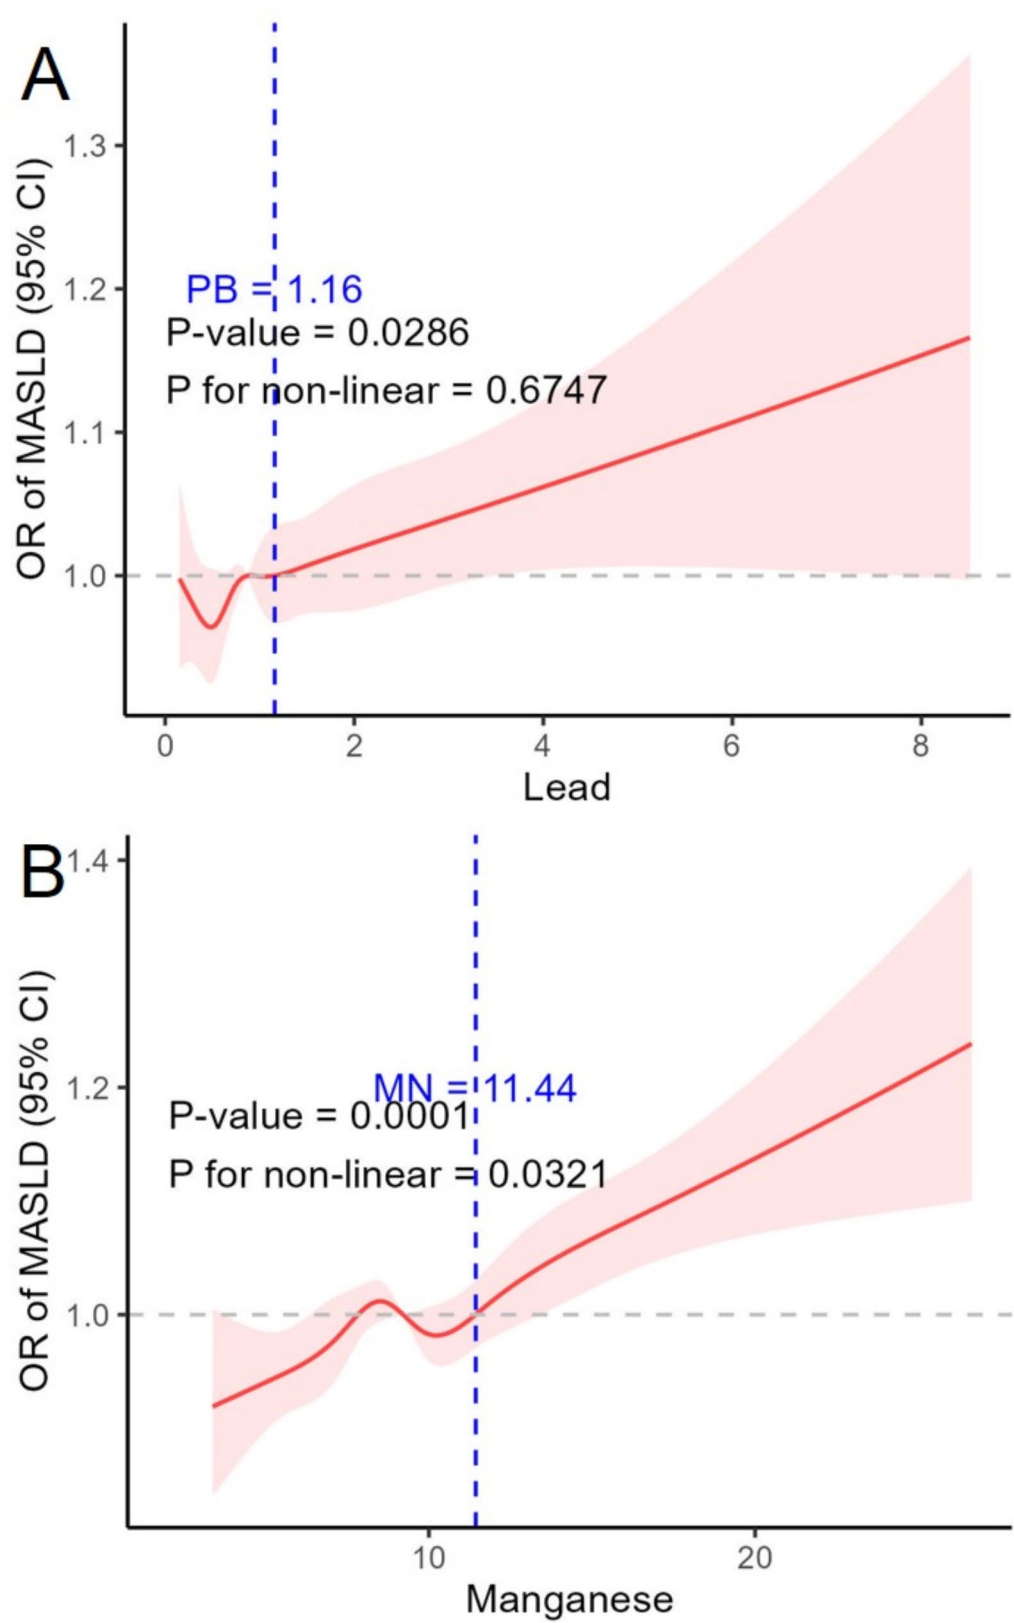 A
OR of MASLD (95% CI)
1.3
1.2
1.1
1.0
PB = 1.16
P-value = 0.0286
P for non-linear = 0.6747
0 2 4 6 8
Lead
B
OR of MASLD (95% CI)
1.4
1.2
1.0
MN = 11.44
P-value = 0.0001
P for non-linear = 0.0321
10 20
Manganese